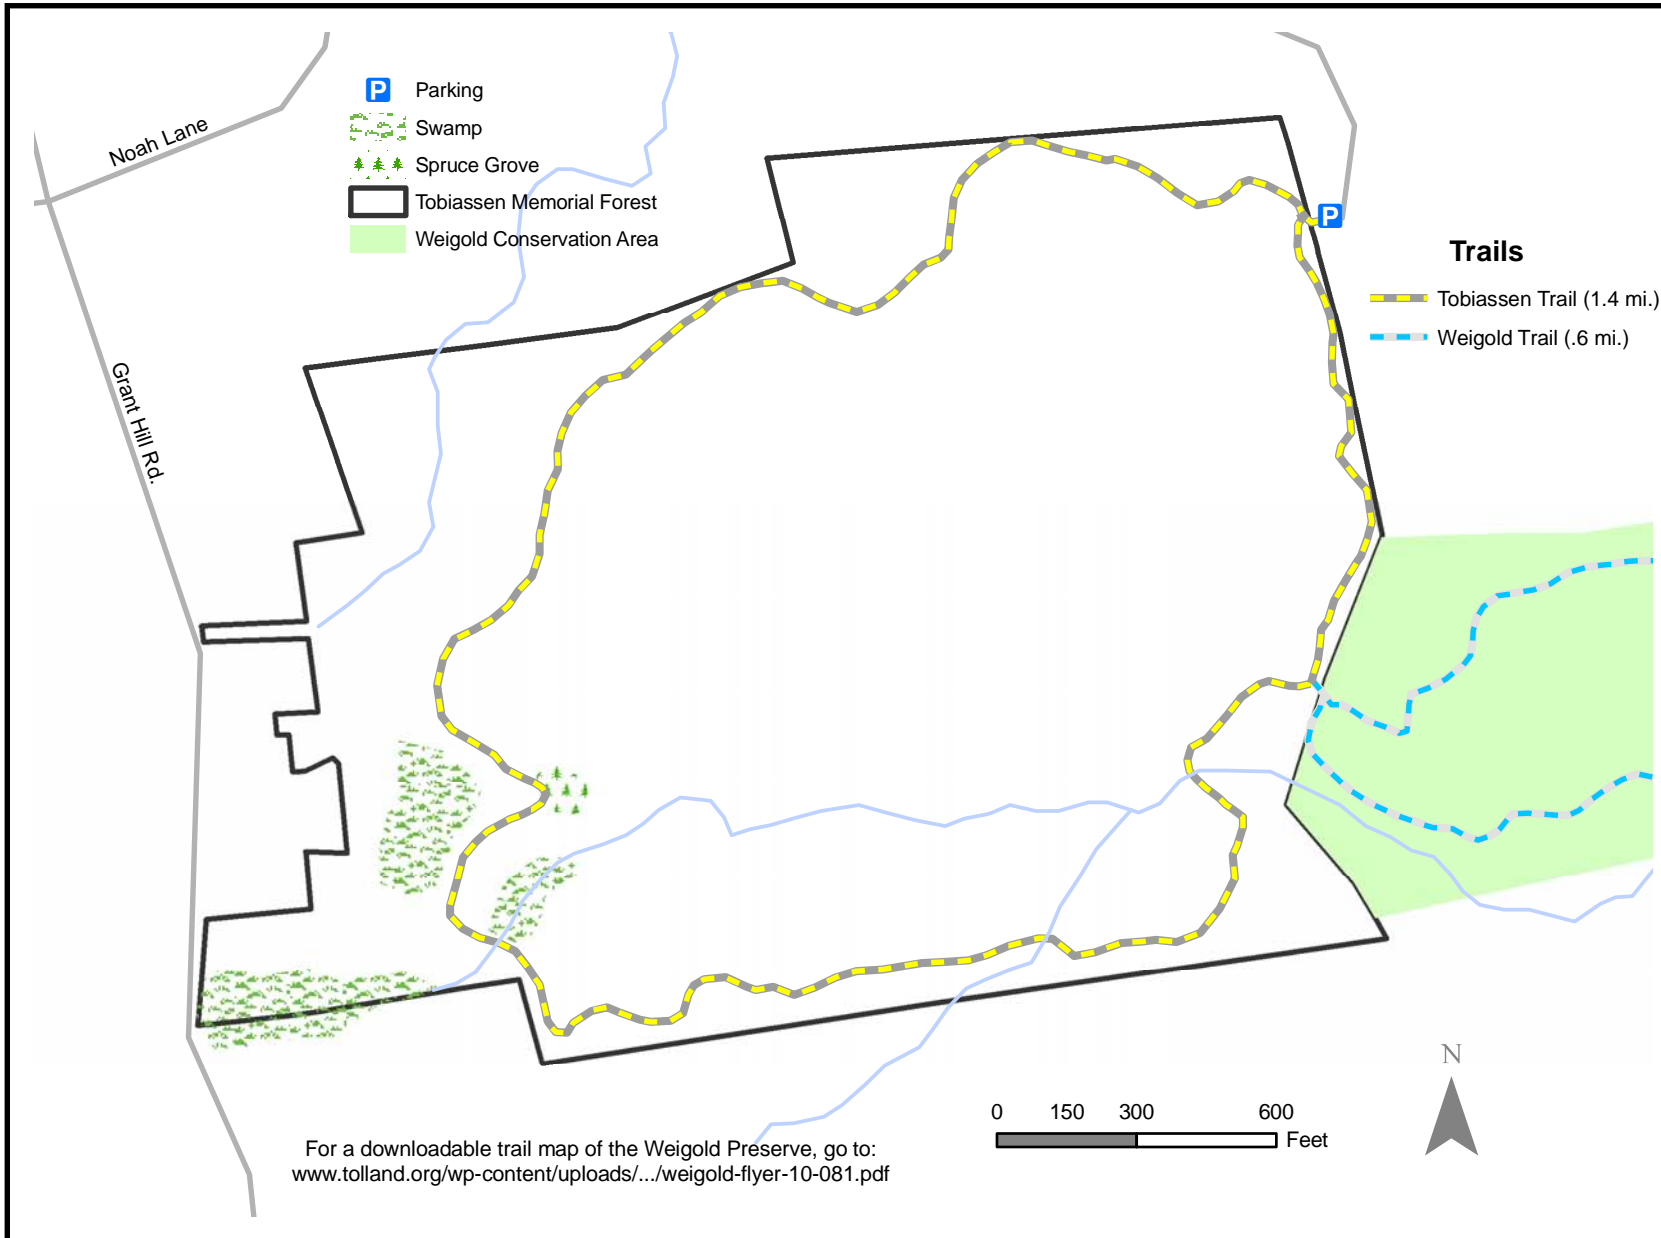 Noah Lane
P Parking
Swamp
Spruce Grove
Tobiassen Memorial Forest
Weigold Conservation Area
P
Trails
Tobiassen Trail (1.4 mi.)
Weigold Trail (.6 mi.)
Grant Hill Rd.
N
0 150 300 600
Feet
For a downloadable trail map of the Weigold Preserve, go to:
www.tolland.org/wp-content/uploads/.../weigold-flyer-10-081.pdf